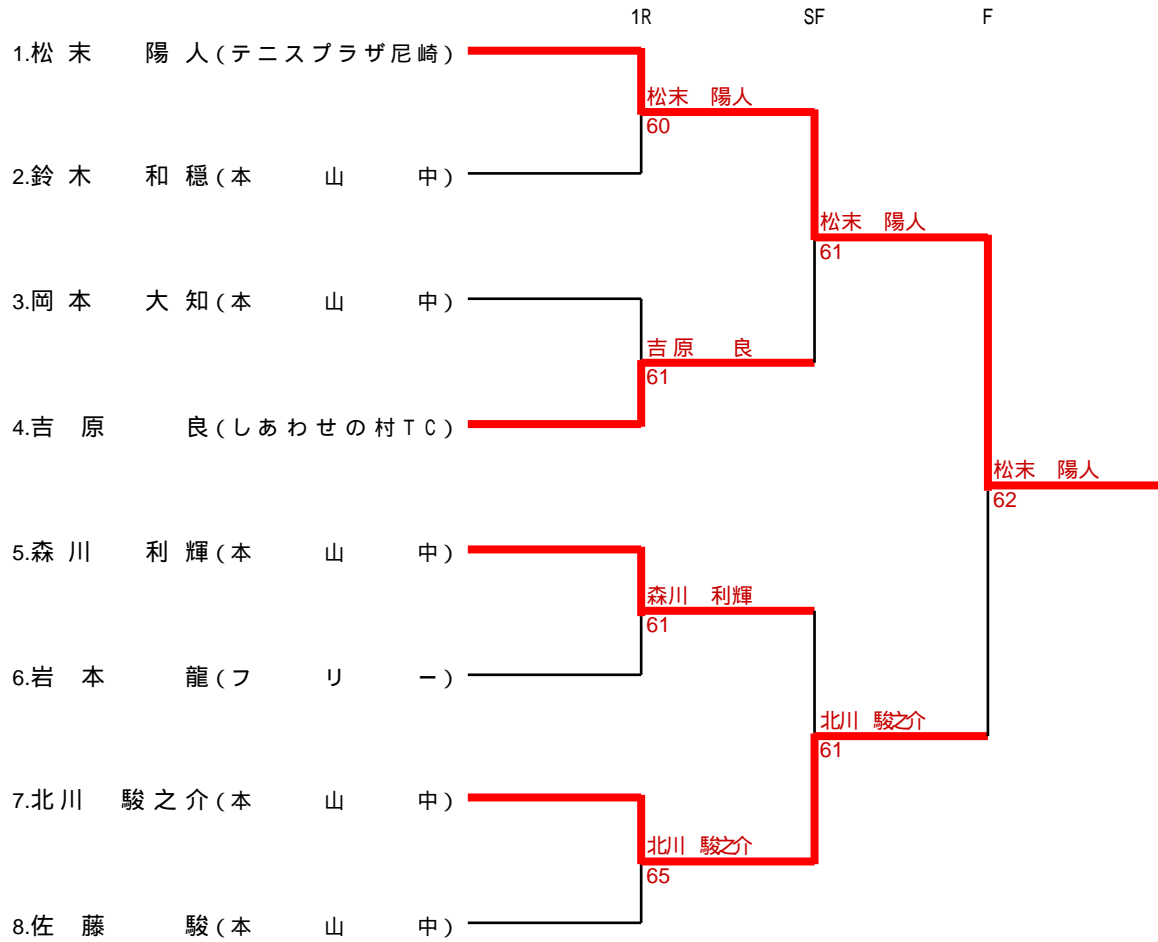 1R SF F
1.松末 陽人(テニスプラザ尼崎)
松末 陽人
60
2.鈴木 和穏(本山中)
松末 陽人
61
3.岡本 大知(本山中)
吉原 良
61
4.吉原 良(しあわせの村TC)
松末 陽人
62
5.森川 利輝(本山中)
森川 利輝
61
6.岩本 龍(フリー)
北川 駿之介
61
7.北川 駿之介(本山中)
北川 駿之介
65
8.佐藤 駿(本山中)